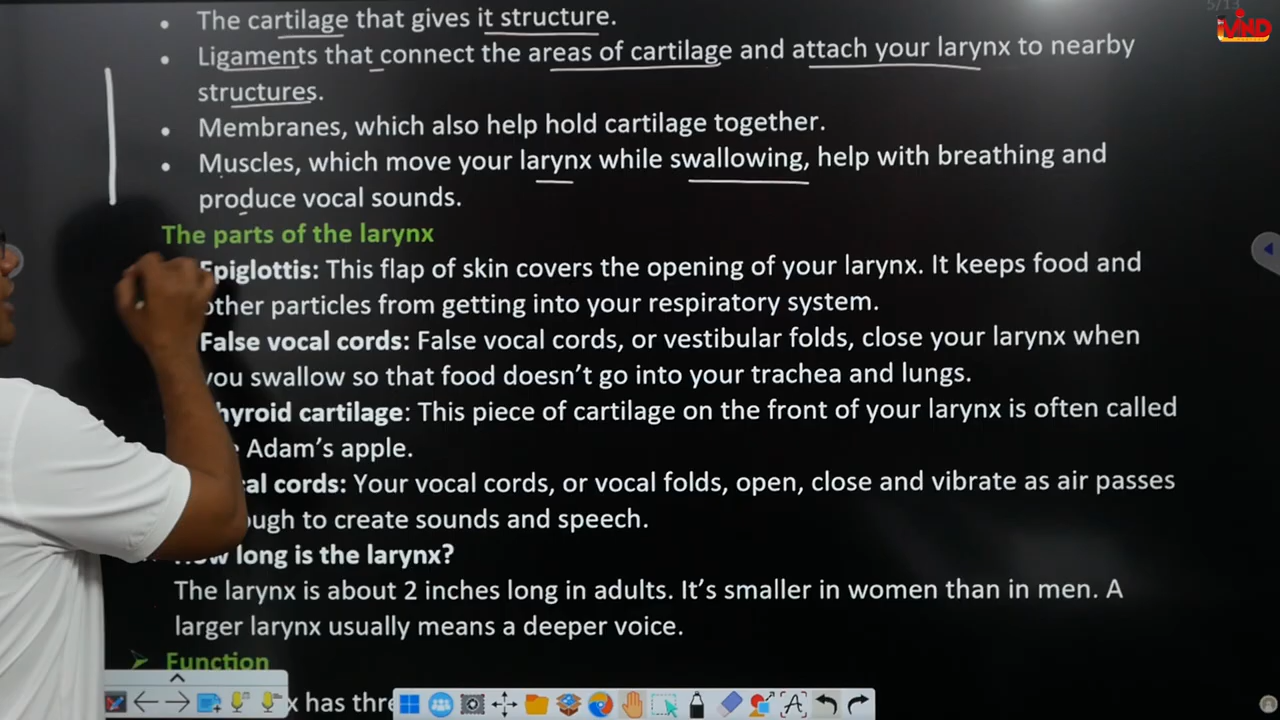 5/13
iVND
• The cartilage that gives it structure.
• Ligaments that connect the areas of cartilage and attach your larynx to nearby
structures.
• Membranes, which also help hold cartilage together.
• Muscles, which move your larynx while swallowing, help with breathing and
produce vocal sounds.
The parts of the larynx
Epiglottis: This flap of skin covers the opening of your larynx. It keeps food and
other particles from getting into your respiratory system.
False vocal cords: False vocal cords, or vestibular folds, close your larynx when
you swallow so that food doesn’t go into your trachea and lungs.
hyroid cartilage: This piece of cartilage on the front of your larynx is often called
Adam’s apple.
cal cords: Your vocal cords, or vocal folds, open, close and vibrate as air passes
ough to create sounds and speech.
How long is the larynx?
The larynx is about 2 inches long in adults. It’s smaller in women than in men. A
larger larynx usually means a deeper voice.
➢ Function
x has thre